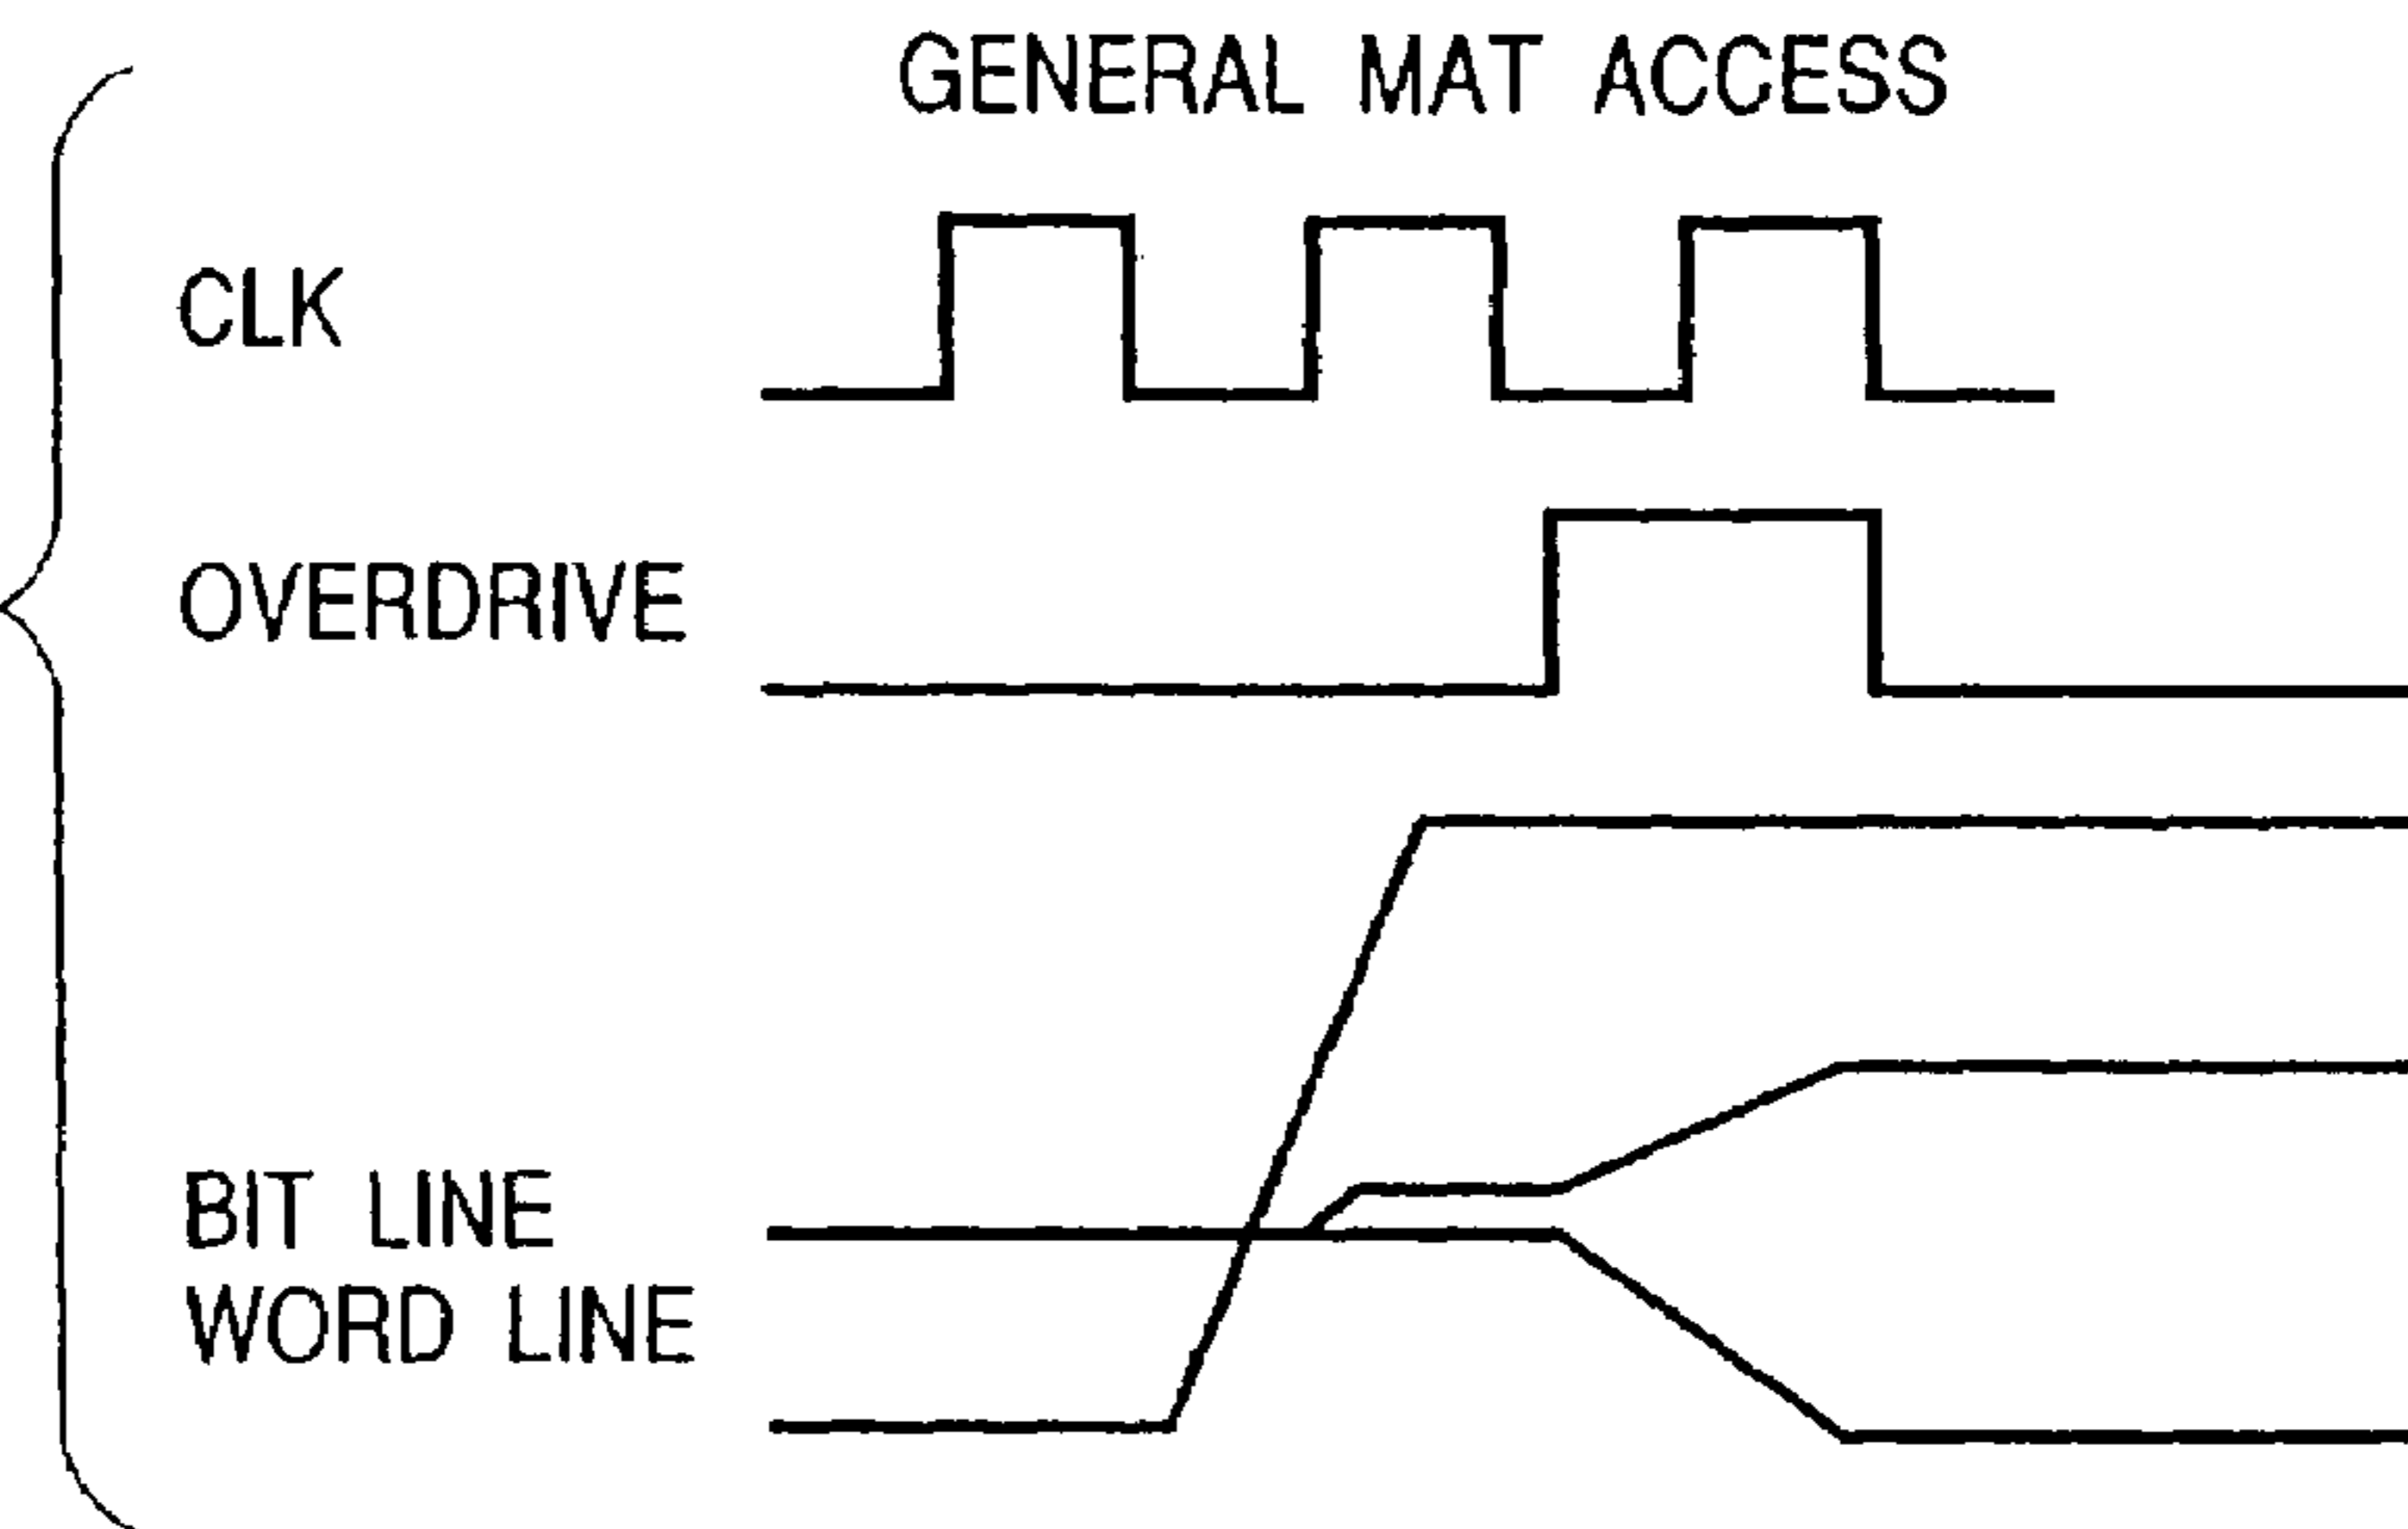 GENERAL MAT ACCESS
CLK
OVERDRIVE
BIT LINE
WORD LINE